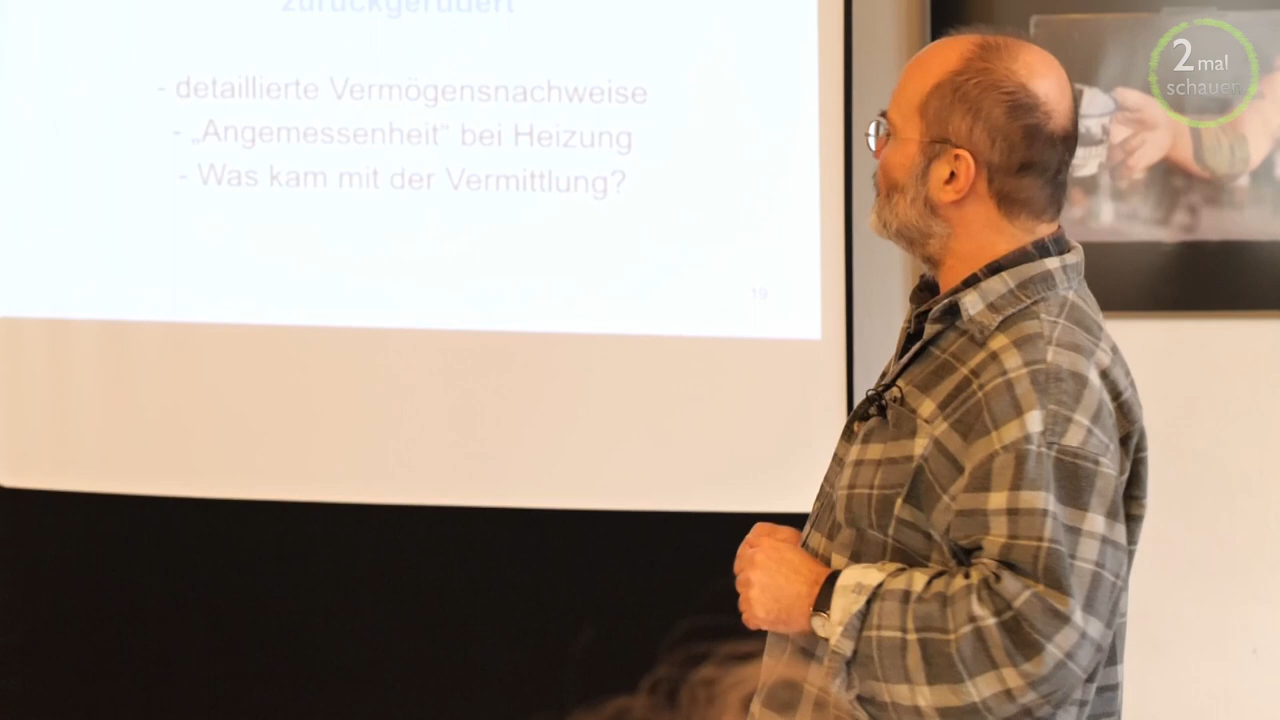 zurückgerudert
- detaillierte Vermögensnachweise
- „Angemessenheit“ bei Heizung
- Was kam mit der Vermittlung?
19
2 mal
schauen